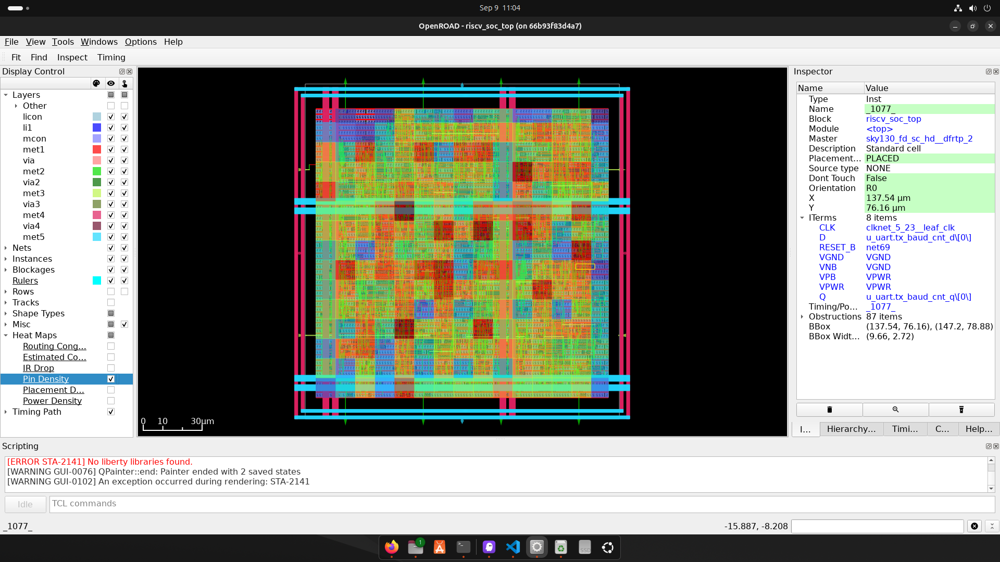 Sep 9 11:04
OpenROAD - riscv_soc_top (on 66b93f83d4a7)
File View Tools Windows Options Help
Fit Find Inspect Timing
Display Control
Layers
Other
licon
li1
mcon
met1
via
met2
via2
met3
via3
met4
via4
met5
Nets
Instances
Blockages
Rulers
Rows
Tracks
Shape Types
Misc
Heat Maps
Routing Cong...
Estimated Co...
IR Drop
Pin Density
Placement D...
Power Density
Timing Path
0 10 30μm
Inspector
Name Value
Type Inst
Name _1077_
Block riscv_soc_top
Module <top>
Master sky130_fd_sc_hd__dfrtp_2
Description Standard cell
Placement... PLACED
Source type NONE
Dont Touch False
Orientation R0
X 137.54 μm
Y 76.16 μm
ITerms 8 items
CLK clknet_5_23__leaf_clk
D u_uart.tx_baud_cnt_d\[0\]
RESET_B net69
VGND VGND
VNB VGND
VPB VPWR
VPWR VPWR
Q u_uart.tx_baud_cnt_q\[0\]
Timing/Po... _1077_
Obstructions 87 items
BBox (137.54, 76.16), (147.2, 78.88)
BBox Widt... (9.66, 2.72)
I... Hierarchy... Timi... C... Help...
Scripting
[ERROR STA-2141] No liberty libraries found.
[WARNING GUI-0076] QPainter::end: Painter ended with 2 saved states
[WARNING GUI-0102] An exception occurred during rendering: STA-2141
Idle TCL commands
_1077_ -15.887, -8.208
1
SSD